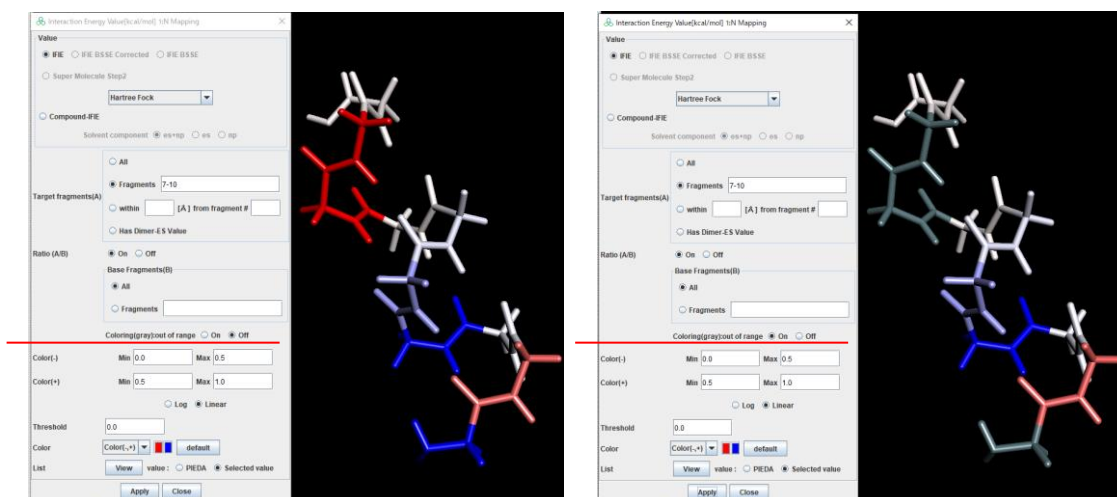 Interaction Energy Value[kcal/mol] 1:N Mapping
Value
IFIE IFIE BSSE Corrected IFIE BSSE
Super Molecule Step2
Hartree Fock
Compound-IFIE
Solvent component es+np es np
All
Target fragments(A)
Fragments 7-10
within [Å] from fragment #
Has Dimer-ES Value
Ratio (A/B) On Off
Base Fragments(B)
All
Fragments
Coloring(gray):out of range On Off
Color(-) Min 0.0 Max 0.5
Color(+) Min 0.5 Max 1.0
Log Linear
Threshold 0.0
Color Color(-,+) default
List View value : PIEDA Selected value
Apply Close
Interaction Energy Value[kcal/mol] 1:N Mapping
Value
IFIE IFIE BSSE Corrected IFIE BSSE
Super Molecule Step2
Hartree Fock
Compound-IFIE
Solvent component es+np es np
All
Target fragments(A)
Fragments 7-10
within [Å] from fragment #
Has Dimer-ES Value
Ratio (A/B) On Off
Base Fragments(B)
All
Fragments
Coloring(gray):out of range On Off
Color(-) Min 0.0 Max 0.5
Color(+) Min 0.5 Max 1.0
Log Linear
Threshold 0.0
Color Color(-,+) default
List View value : PIEDA Selected value
Apply Close